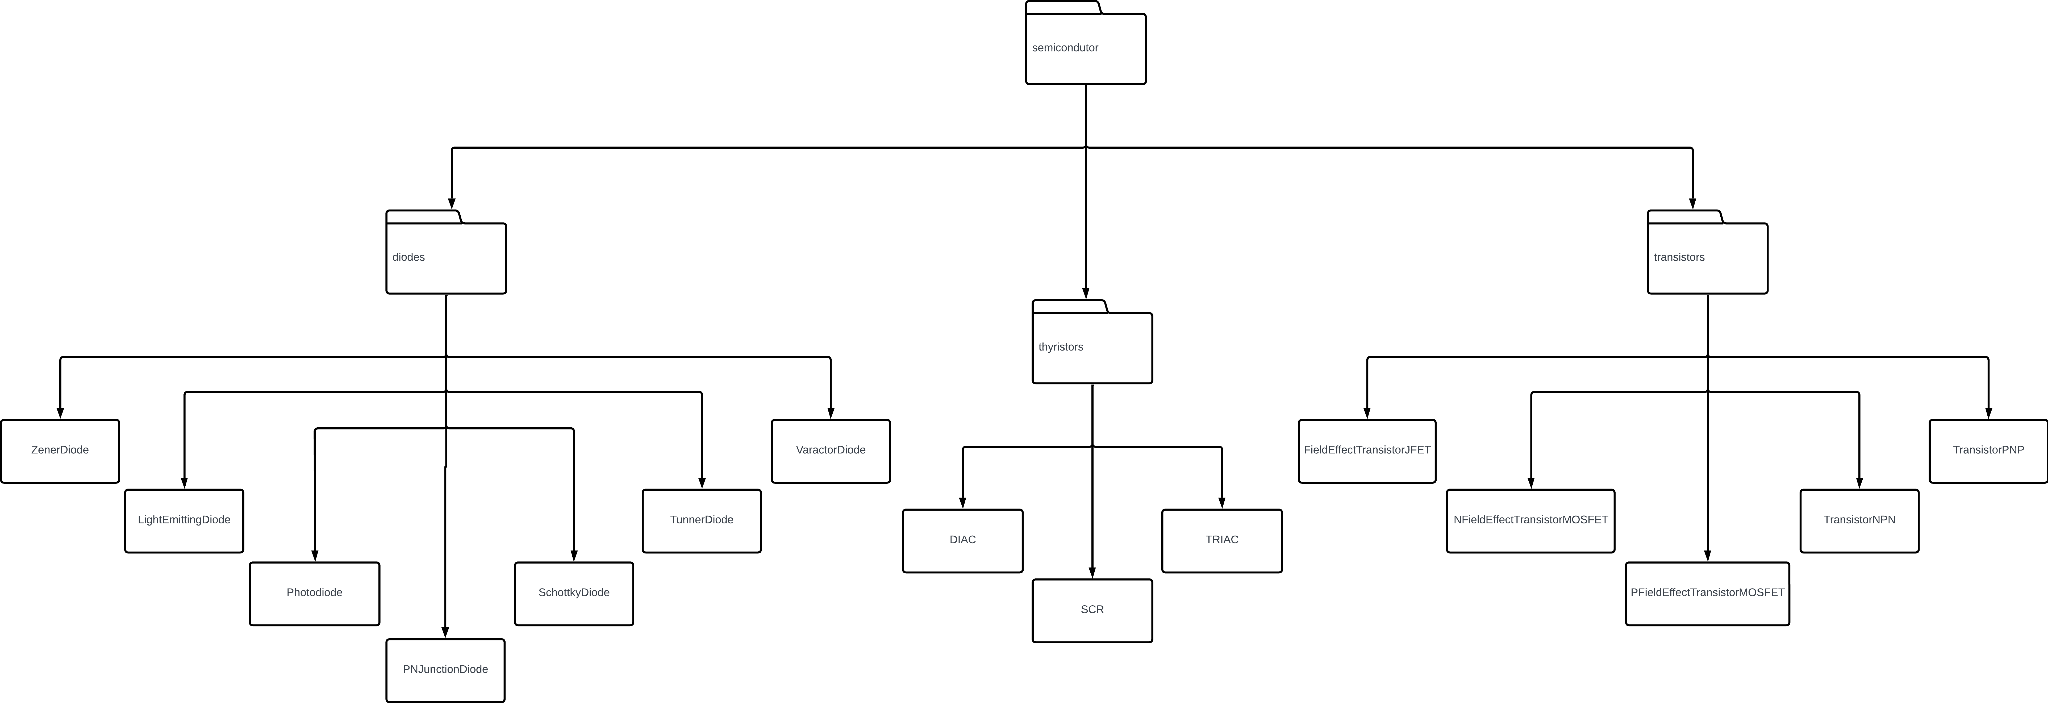 semicondutor
diodes
transistors
thyristors
ZenerDiode
VaractorDiode
FieldEffectTransistorJFET
TransistorPNP
LightEmittingDiode
TunnerDiode
NFieldEffectTransistorMOSFET
TransistorNPN
DIAC
TRIAC
Photodiode
SchottkyDiode
PFieldEffectTransistorMOSFET
SCR
PNJunctionDiode